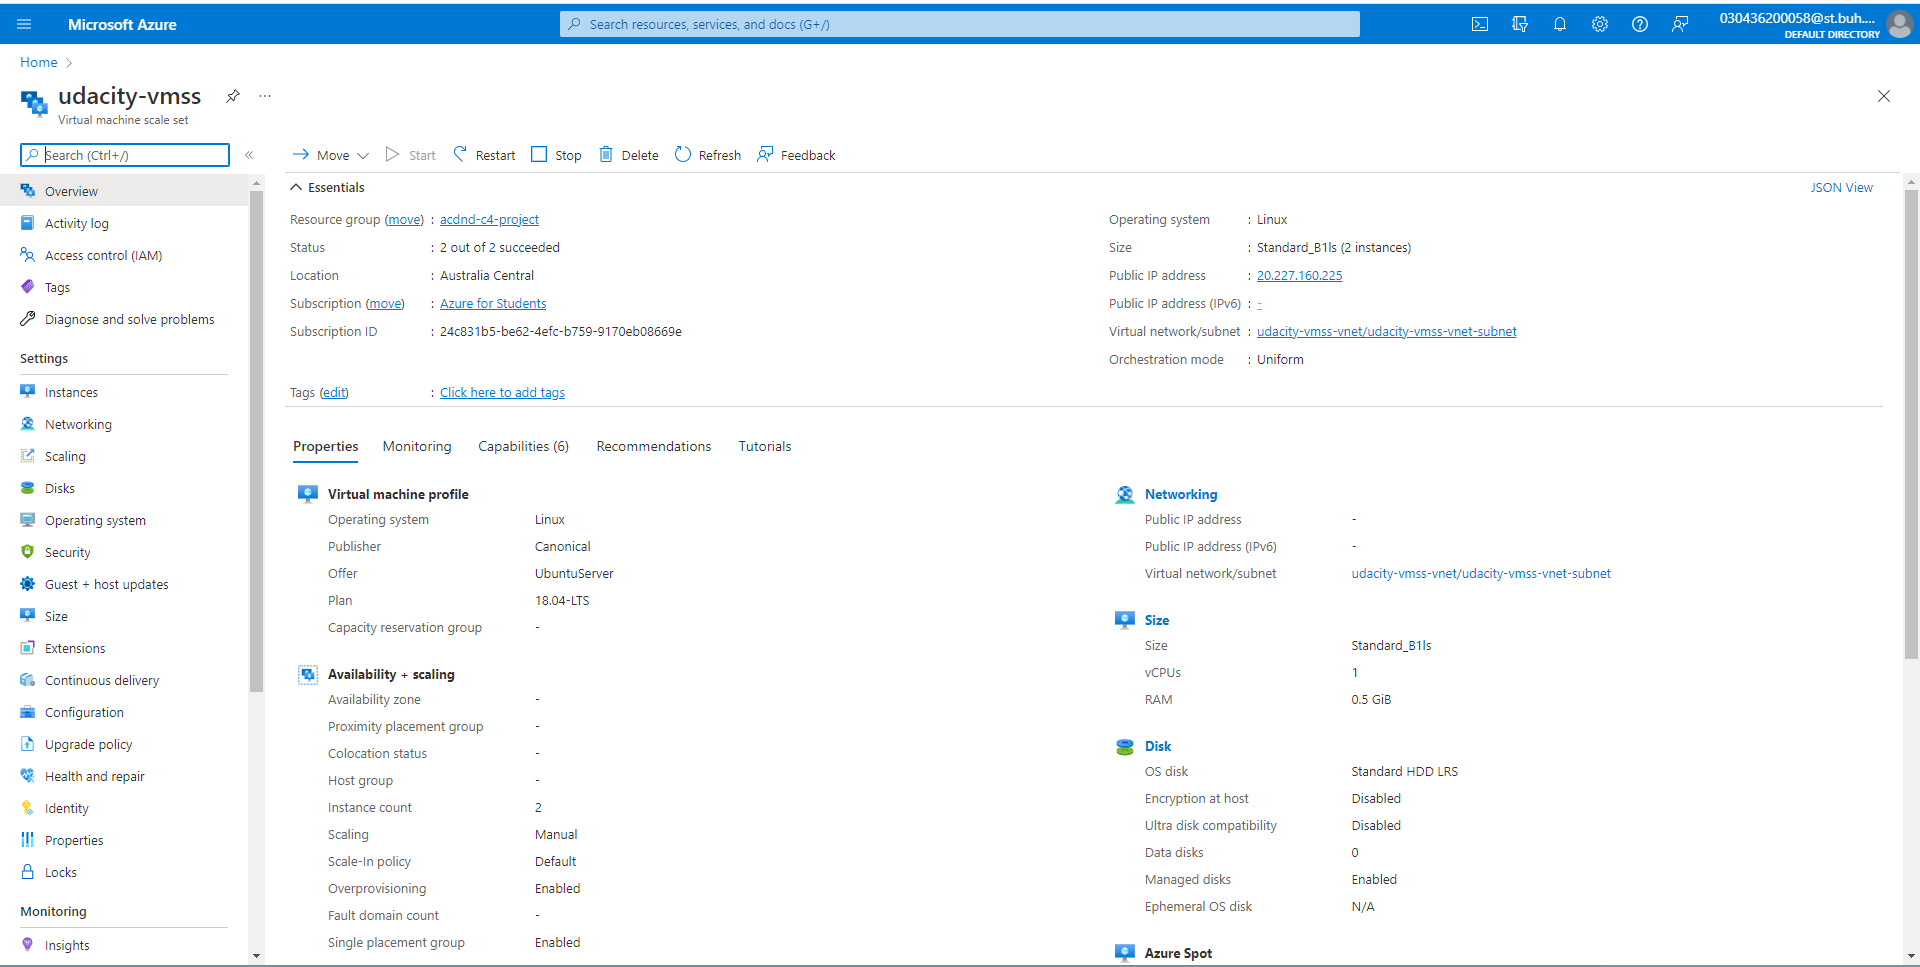 Microsoft Azure
Search resources, services, and docs (G+/)
030436200058@st.buh....
DEFAULT DIRECTORY
Home
udacity-vmss
Virtual machine scale set
Search (Ctrl+/)
Overview
Activity log
Access control (IAM)
Tags
Diagnose and solve problems
Settings
Instances
Networking
Scaling
Disks
Operating system
Security
Guest + host updates
Size
Extensions
Continuous delivery
Configuration
Upgrade policy
Health and repair
Identity
Properties
Locks
Monitoring
Insights
Move Start Restart Stop Delete Refresh Feedback
Essentials
JSON View
Resource group (move) : acdnd-c4-project
Status : 2 out of 2 succeeded
Location : Australia Central
Subscription (move) : Azure for Students
Subscription ID : 24c831b5-be62-4efc-b759-9170eb08669e
Tags (edit) : Click here to add tags
Operating system : Linux
Size : Standard_B1ls (2 instances)
Public IP address : 20.227.160.225
Public IP address (IPv6) : -
Virtual network/subnet : udacity-vmss-vnet/udacity-vmss-vnet-subnet
Orchestration mode : Uniform
Properties Monitoring Capabilities (6) Recommendations Tutorials
Virtual machine profile
Operating system Linux
Publisher Canonical
Offer UbuntuServer
Plan 18.04-LTS
Capacity reservation group -
Availability + scaling
Availability zone -
Proximity placement group -
Colocation status -
Host group -
Instance count 2
Scaling Manual
Scale-In policy Default
Overprovisioning Enabled
Fault domain count -
Single placement group Enabled
Networking
Public IP address -
Public IP address (IPv6) -
Virtual network/subnet udacity-vmss-vnet/udacity-vmss-vnet-subnet
Size
Size Standard_B1ls
vCPUs 1
RAM 0.5 GiB
Disk
OS disk Standard HDD LRS
Encryption at host Disabled
Ultra disk compatibility Disabled
Data disks 0
Managed disks Enabled
Ephemeral OS disk N/A
Azure Spot